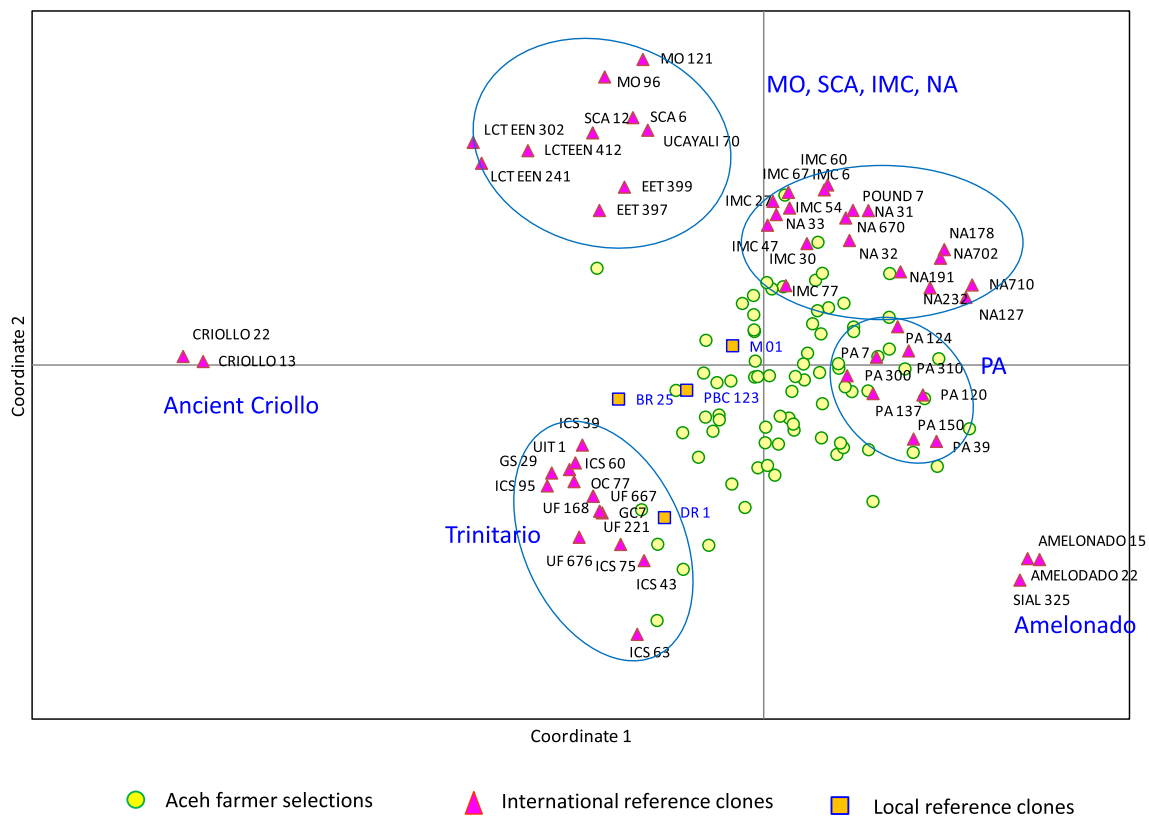 MO 121
MO 96
MO, SCA, IMC, NA
SCA 12
SCA 6
LCT EEN 302
UCAYALI 70
LCTEEN 412
IMC 60
LCT EEN 241
IMC 67
IMC 6
EET 399
POUND 7
IMC 27
IMC 54
NA 31
EET 397
NA 33
NA 670
NA178
IMC 47
NA 32
NA702
IMC 30
NA191
NA710
IMC 77
NA232
NA127
CRIOLLO 22
PA 124
M 01
PA 7
CRIOLLO 13
PA 310
PA
PA 300
Coordinate 2
Ancient Criollo
BR 25
PBC 123
PA 120
PA 137
ICS 39
PA 150
UIT 1
PA 39
GS 29
ICS 60
ICS 95
OC 77
UF 667
UF 168
GC7
DR 1
UF 221
Trinitario
AMELONADO 15
UF 676
ICS 75
AMELODADO 22
ICS 43
SIAL 325
Amelonado
ICS 63
Coordinate 1
Aceh farmer selections
International reference clones
Local reference clones